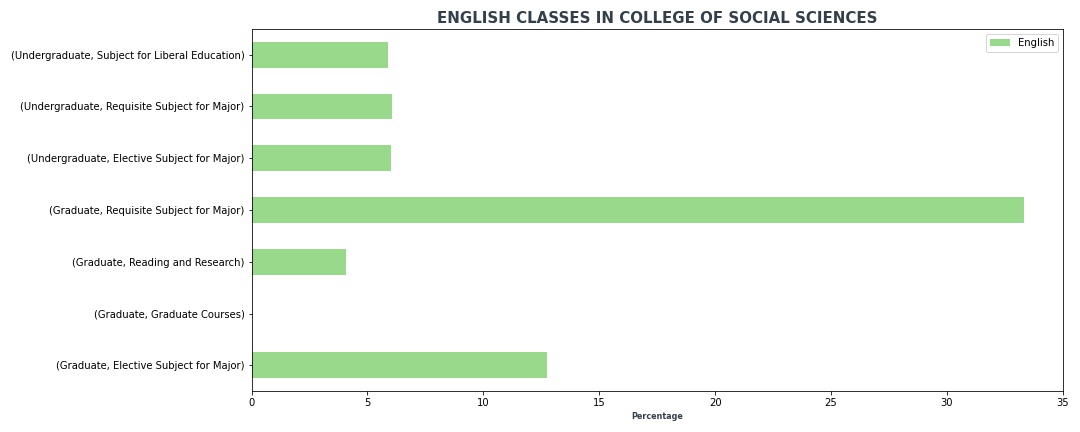 ENGLISH CLASSES IN COLLEGE OF SOCIAL SCIENCES
English
(Undergraduate, Subject for Liberal Education)
(Undergraduate, Requisite Subject for Major)
(Undergraduate, Elective Subject for Major)
(Graduate, Requisite Subject for Major)
(Graduate, Reading and Research)
(Graduate, Graduate Courses)
(Graduate, Elective Subject for Major)
0 5 10 15 20 25 30 35
Percentage